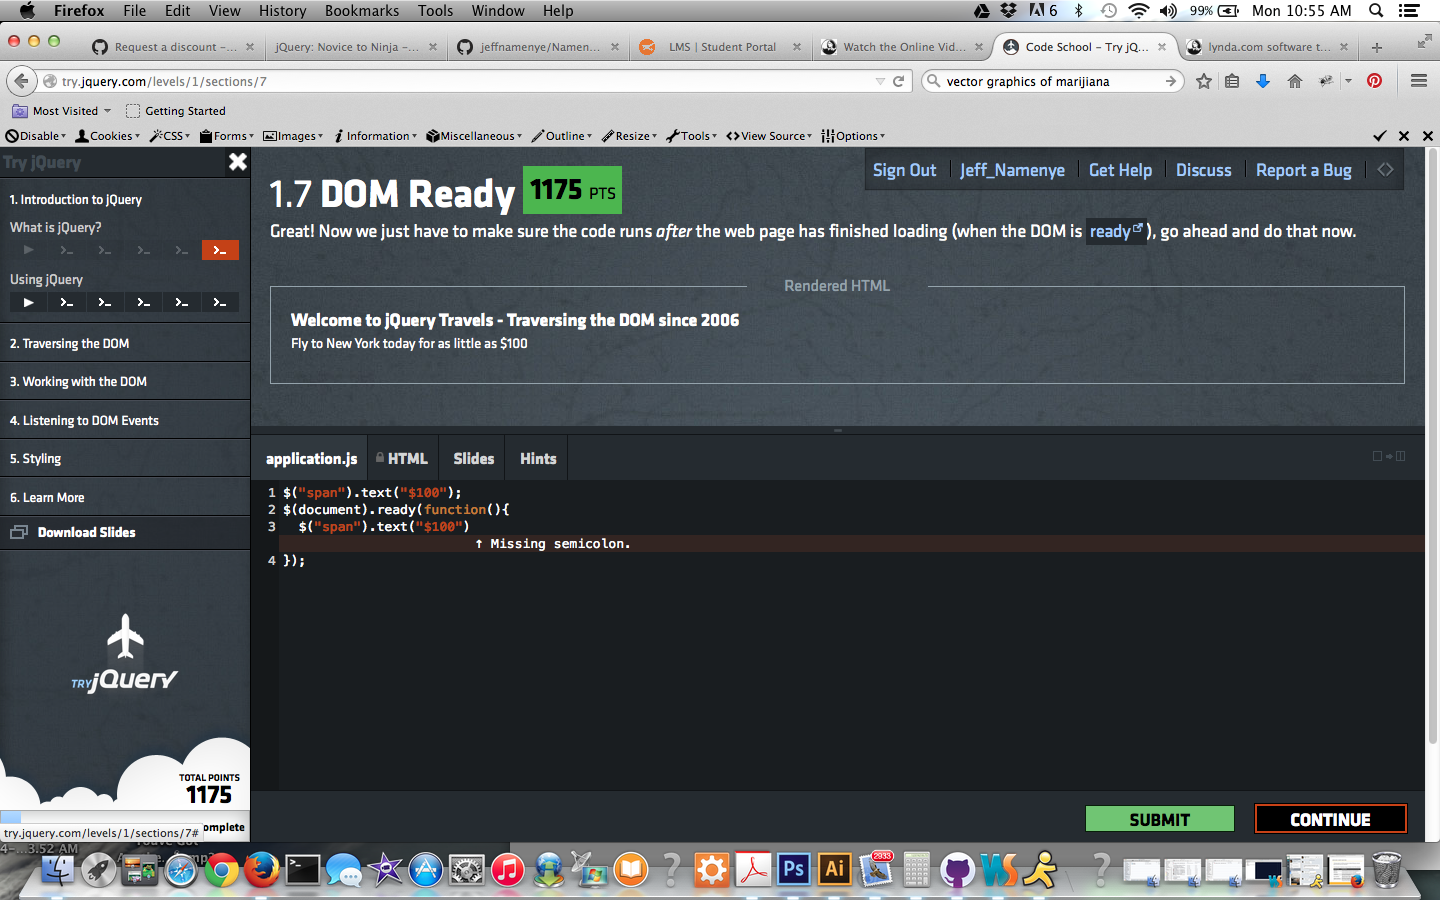 Firefox File Edit View History Bookmarks Tools Window Help 6 99% Mon 10:55 AM
Request a discount – ... jQuery: Novice to Ninja – ... jeffnamenye/Namen... LMS | Student Portal Watch the Online Vid... Code School – Try jQ... lynda.com software t...
try.jquery.com/levels/1/sections/7 vector graphics of marijiana
Most Visited Getting Started
Disable Cookies CSS Forms Images Information Miscellaneous Outline Resize Tools View Source Options
Try jQuery
1. Introduction to jQuery
What is jQuery?
Using jQuery
2. Traversing the DOM
3. Working with the DOM
4. Listening to DOM Events
5. Styling
6. Learn More
Download Slides
TRY jQuery
TOTAL POINTS
1175
omplete
try.jquery.com/levels/1/sections/7#
Sign Out Jeff_Namenye Get Help Discuss Report a Bug
1.7 DOM Ready 1175 PTS
Great! Now we just have to make sure the code runs after the web page has finished loading (when the DOM is ready), go ahead and do that now.
Rendered HTML
Welcome to jQuery Travels - Traversing the DOM since 2006
Fly to New York today for as little as $100
application.js HTML Slides Hints
1 $("span").text("$100");
2 $(document).ready(function(){
3 $("span").text("$100")
↑ Missing semicolon.
4 });
SUBMIT CONTINUE
4-...3.52 AM
Ps Ai 2933 WS